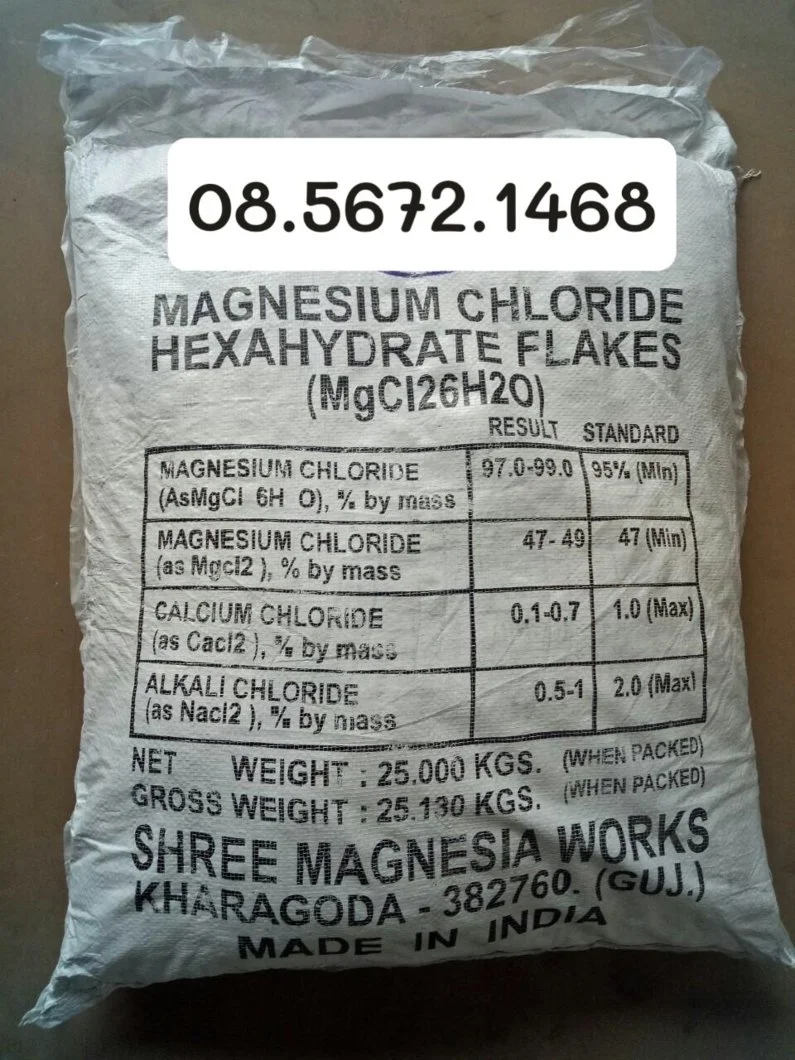 08.5672.1468
MAGNESIUM CHLORIDE
HEXAHYDRATE FLAKES
(MgCl26H2O)
RESULT STANDARD
MAGNESIUM CHLORIDE 97.0-99.0 95% (Min)
(AsMgCl 6H O), % by mass
MAGNESIUM CHLORIDE 47-49 47 (Min)
(as Mgcl2 ), % by mass
CALCIUM CHLORIDE 0.1-0.7 1.0 (Max)
(as Cacl2 ), % by mass
ALKALI CHLORIDE 0.5-1 2.0 (Max)
(as Nacl2 ), % by mass
NET WEIGHT : 25.000 KGS. (WHEN PACKED)
GROSS WEIGHT : 25.130 KGS. (WHEN PACKED)
SHREE MAGNESIA WORKS
KHARAGODA - 382760. (GUJ.)
MADE IN INDIA